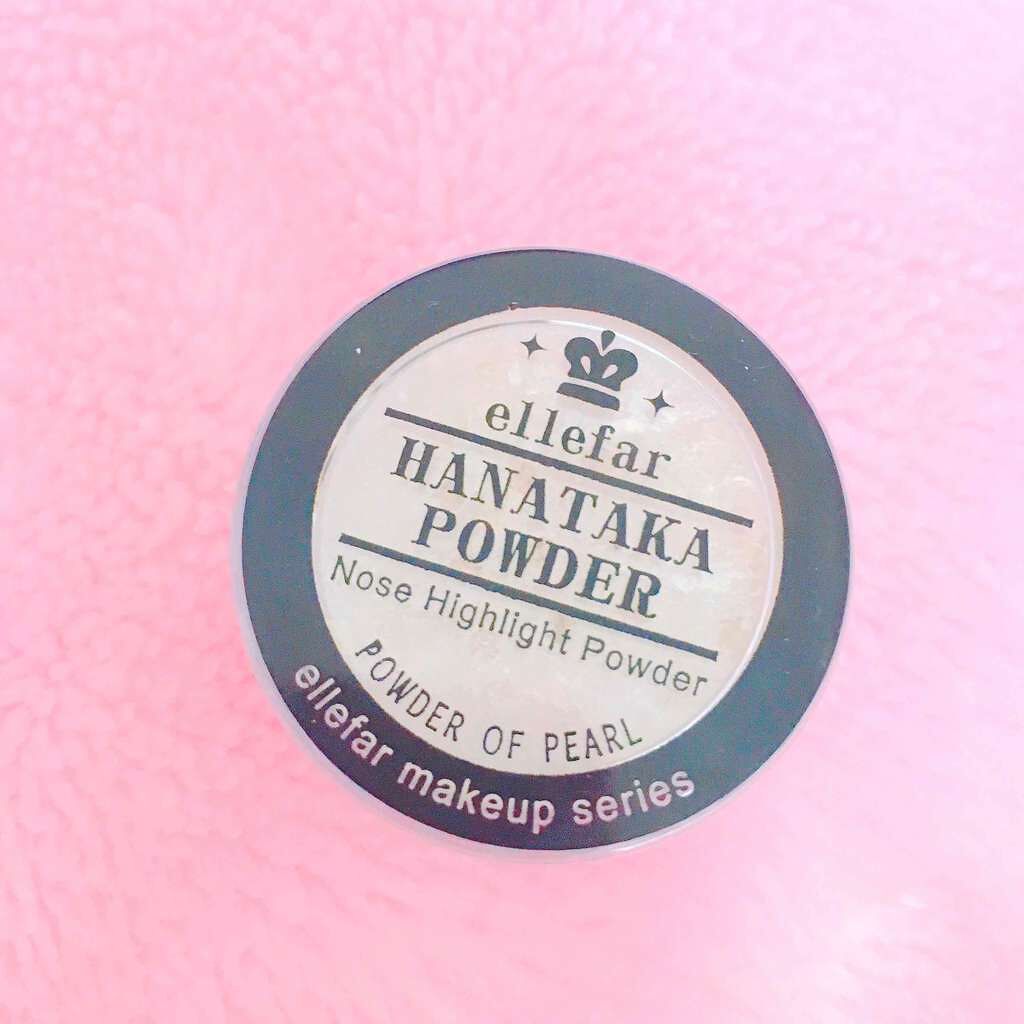 ellefar
HANATAKA
POWDER
Nose Highlight Powder
POWDER OF PEARL
ellefar makeup series